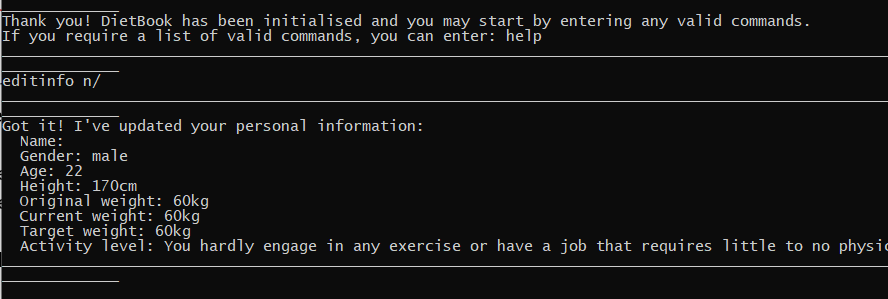 Thank you! DietBook has been initialised and you may start by entering any valid commands.
If you require a list of valid commands, you can enter: help
editinfo n/
Got it! I've updated your personal information:
Name:
Gender: male
Age: 22
Height: 170cm
Original weight: 60kg
Current weight: 60kg
Target weight: 60kg
Activity level: You hardly engage in any exercise or have a job that requires little to no